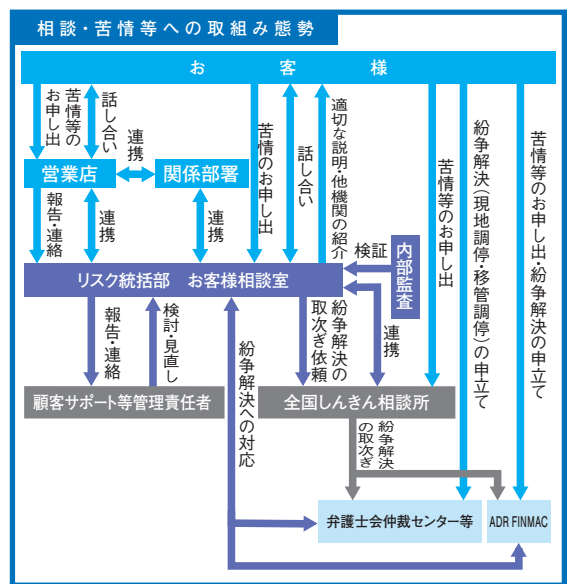 相談・苦情等への取組み態勢
お客様
苦情等の
お申し出
話し合い
連携
営業店
関係部署
報告・連絡
連携
連携
苦情のお申し出
話し合い
適切な説明・他機関の紹介
苦情等のお申し出
紛争解決(現地調停・移管調停)の申立て
苦情等のお申し出・紛争解決の申立て
検証
内部監査
リスク統括部 お客様相談室
報告・連絡
検討・見直し
紛争解決への対応
紛争解決の
取次ぎ依頼
連携
顧客サポート等管理責任者
全国しんきん相談所
紛争解決
の取次ぎ
弁護士会仲裁センター等
ADR FINMAC